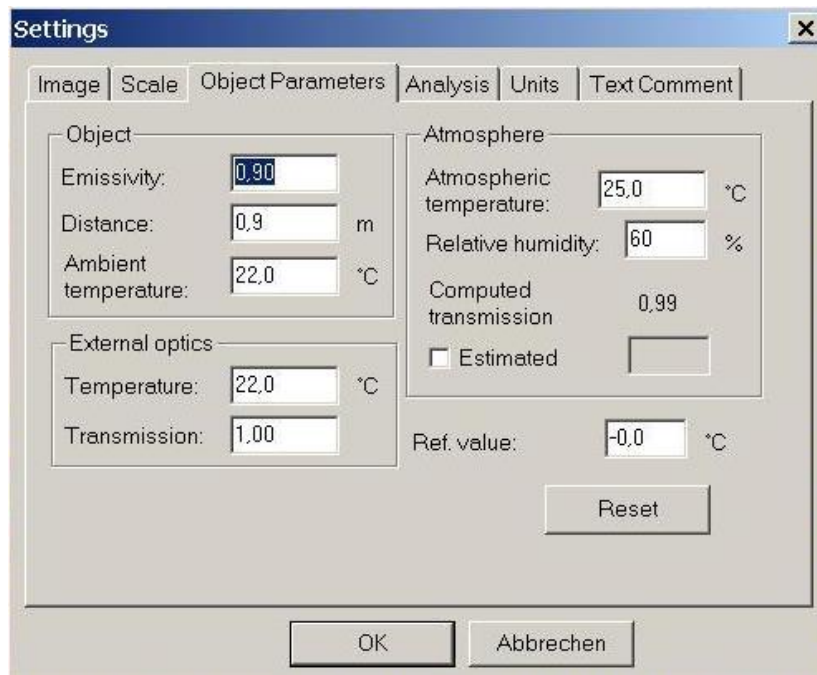 Settings
Image Scale Object Parameters Analysis Units Text Comment
Object
Emissivity: 0,90
Distance: 0,9 m
Ambient
temperature: 22,0 °C
External optics
Temperature: 22,0 °C
Transmission: 1,00
Atmosphere
Atmospheric
temperature: 25,0 °C
Relative humidity: 60 %
Computed
transmission 0,99
Estimated
Ref. value: -0,0 °C
Reset
OK Abbrechen